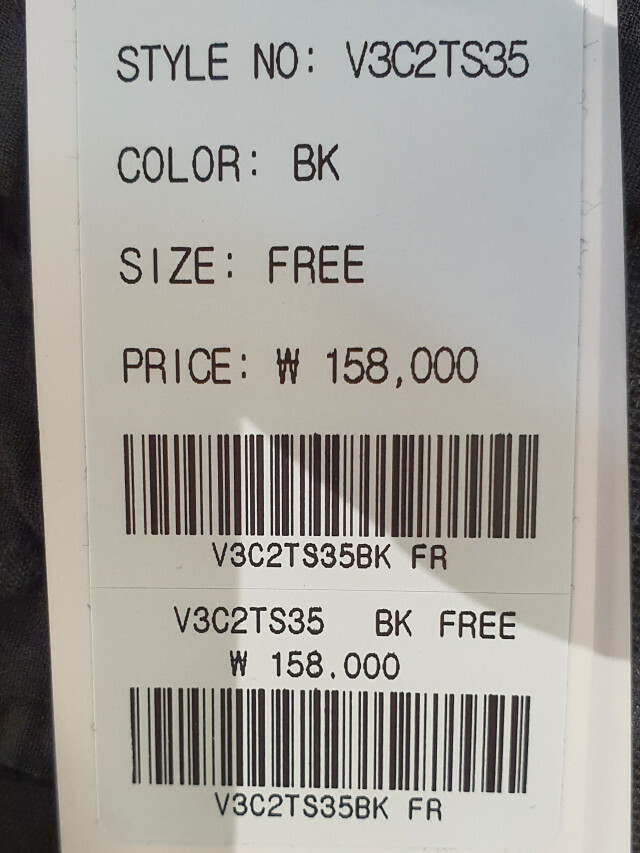 STYLE NO: V3C2TS35
COLOR: BK
SIZE: FREE
PRICE: ₩ 158,000
V3C2TS35BK FR
V3C2TS35 BK FREE
₩ 158.000
V3C2TS35BK FR